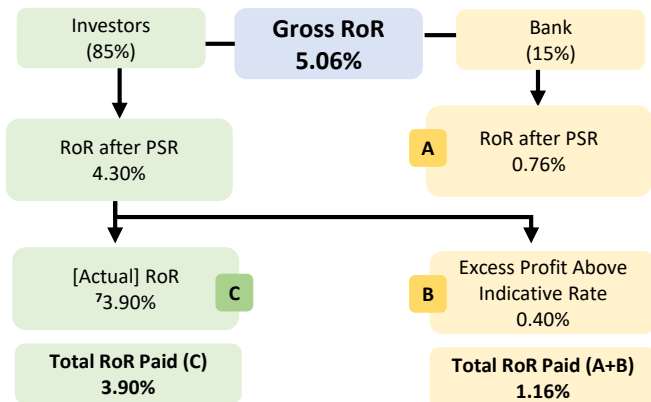 Investors
(85%)
Gross RoR
5.06%
Bank
(15%)
RoR after PSR
4.30%
A
RoR after PSR
0.76%
[Actual] RoR
⁷3.90%
C
B
Excess Profit Above
Indicative Rate
0.40%
Total RoR Paid (C)
3.90%
Total RoR Paid (A+B)
1.16%